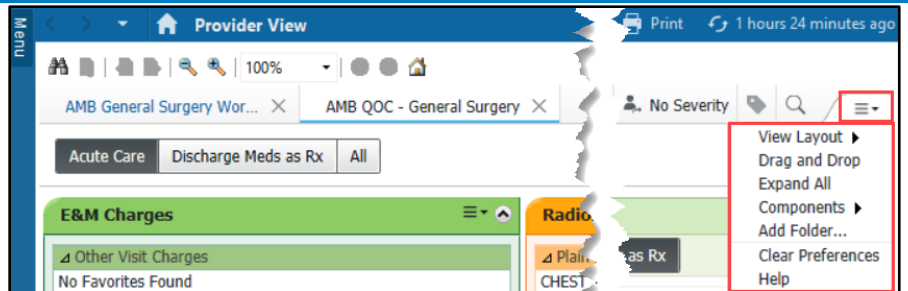 Menu
Provider View
Print
1 hours 24 minutes ago
100%
AMB General Surgery Wor...
AMB QOC - General Surgery
No Severity
View Layout
Drag and Drop
Expand All
Components
Add Folder...
Clear Preferences
Help
Acute Care
Discharge Meds as Rx
All
E&M Charges
Radio
Other Visit Charges
Plain
as Rx
No Favorites Found
CHEST